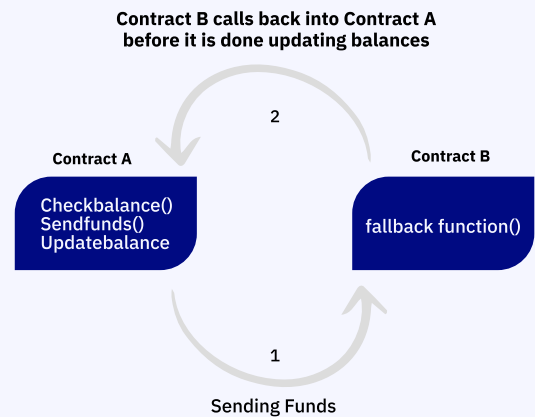 Contract B calls back into Contract A
before it is done updating balances
2
Contract A
Contract B
Checkbalance()
Sendfunds()
Updatebalance
fallback function()
1
Sending Funds